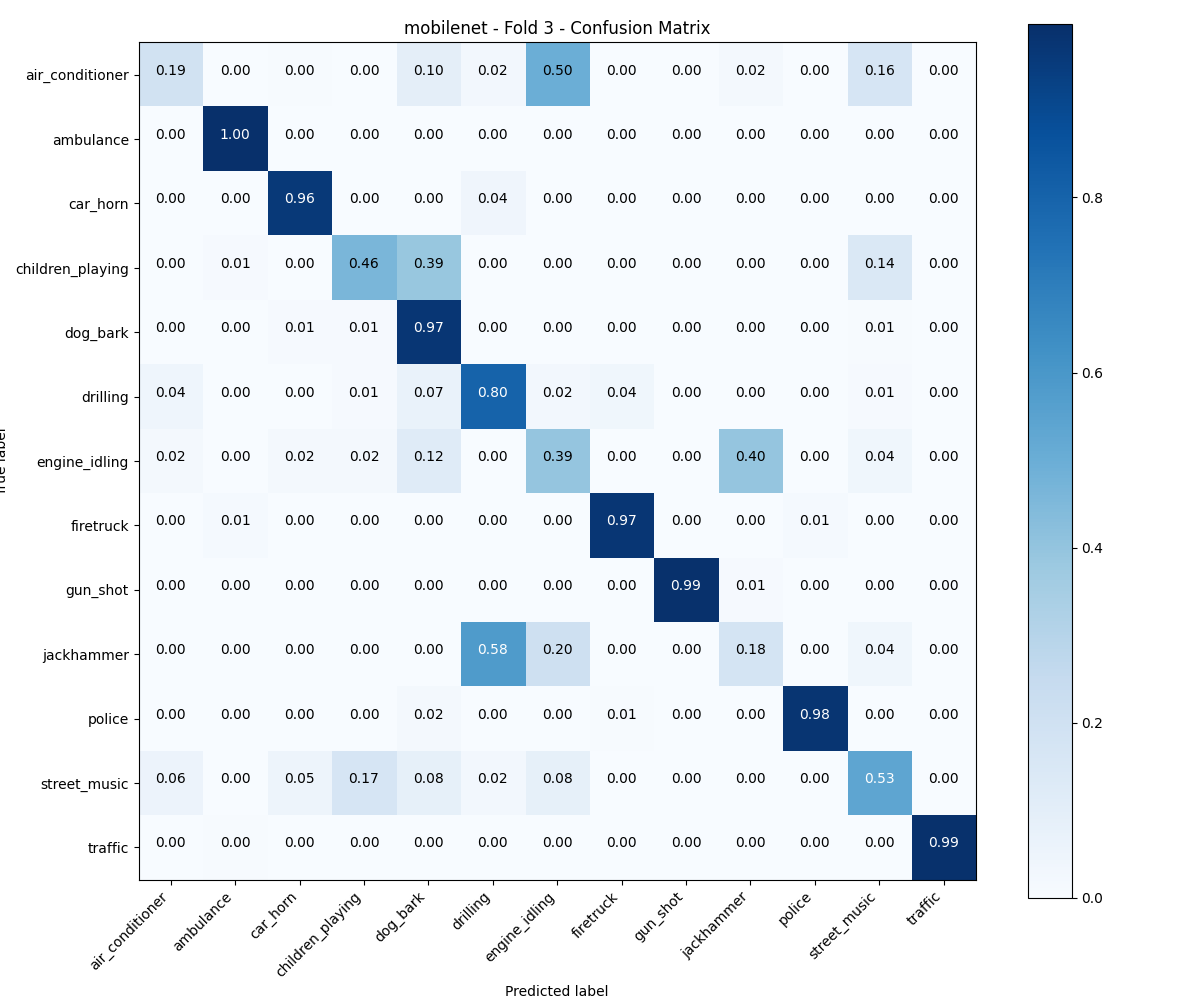 mobilenet - Fold 3 - Confusion Matrix
air_conditioner 0.19 0.00 0.00 0.00 0.10 0.02 0.50 0.00 0.00 0.02 0.00 0.16 0.00
ambulance 0.00 1.00 0.00 0.00 0.00 0.00 0.00 0.00 0.00 0.00 0.00 0.00 0.00
car_horn 0.00 0.00 0.96 0.00 0.00 0.04 0.00 0.00 0.00 0.00 0.00 0.00 0.00
0.8
children_playing 0.00 0.01 0.00 0.46 0.39 0.00 0.00 0.00 0.00 0.00 0.00 0.14 0.00
dog_bark 0.00 0.00 0.01 0.01 0.97 0.00 0.00 0.00 0.00 0.00 0.00 0.01 0.00
0.6
drilling 0.04 0.00 0.00 0.01 0.07 0.80 0.02 0.04 0.00 0.00 0.00 0.01 0.00
label
engine_idling 0.02 0.00 0.02 0.02 0.12 0.00 0.39 0.00 0.00 0.40 0.00 0.04 0.00
firetruck 0.00 0.01 0.00 0.00 0.00 0.00 0.00 0.97 0.00 0.00 0.01 0.00 0.00
0.4
gun_shot 0.00 0.00 0.00 0.00 0.00 0.00 0.00 0.00 0.99 0.01 0.00 0.00 0.00
jackhammer 0.00 0.00 0.00 0.00 0.00 0.58 0.20 0.00 0.00 0.18 0.00 0.04 0.00
police 0.00 0.00 0.00 0.00 0.02 0.00 0.00 0.01 0.00 0.00 0.98 0.00 0.00
0.2
street_music 0.06 0.00 0.05 0.17 0.08 0.02 0.08 0.00 0.00 0.00 0.00 0.53 0.00
traffic 0.00 0.00 0.00 0.00 0.00 0.00 0.00 0.00 0.00 0.00 0.00 0.00 0.99
0.0
air_conditioner ambulance car_horn children_playing dog_bark drilling engine_idling firetruck gun_shot jackhammer police street_music traffic
Predicted label